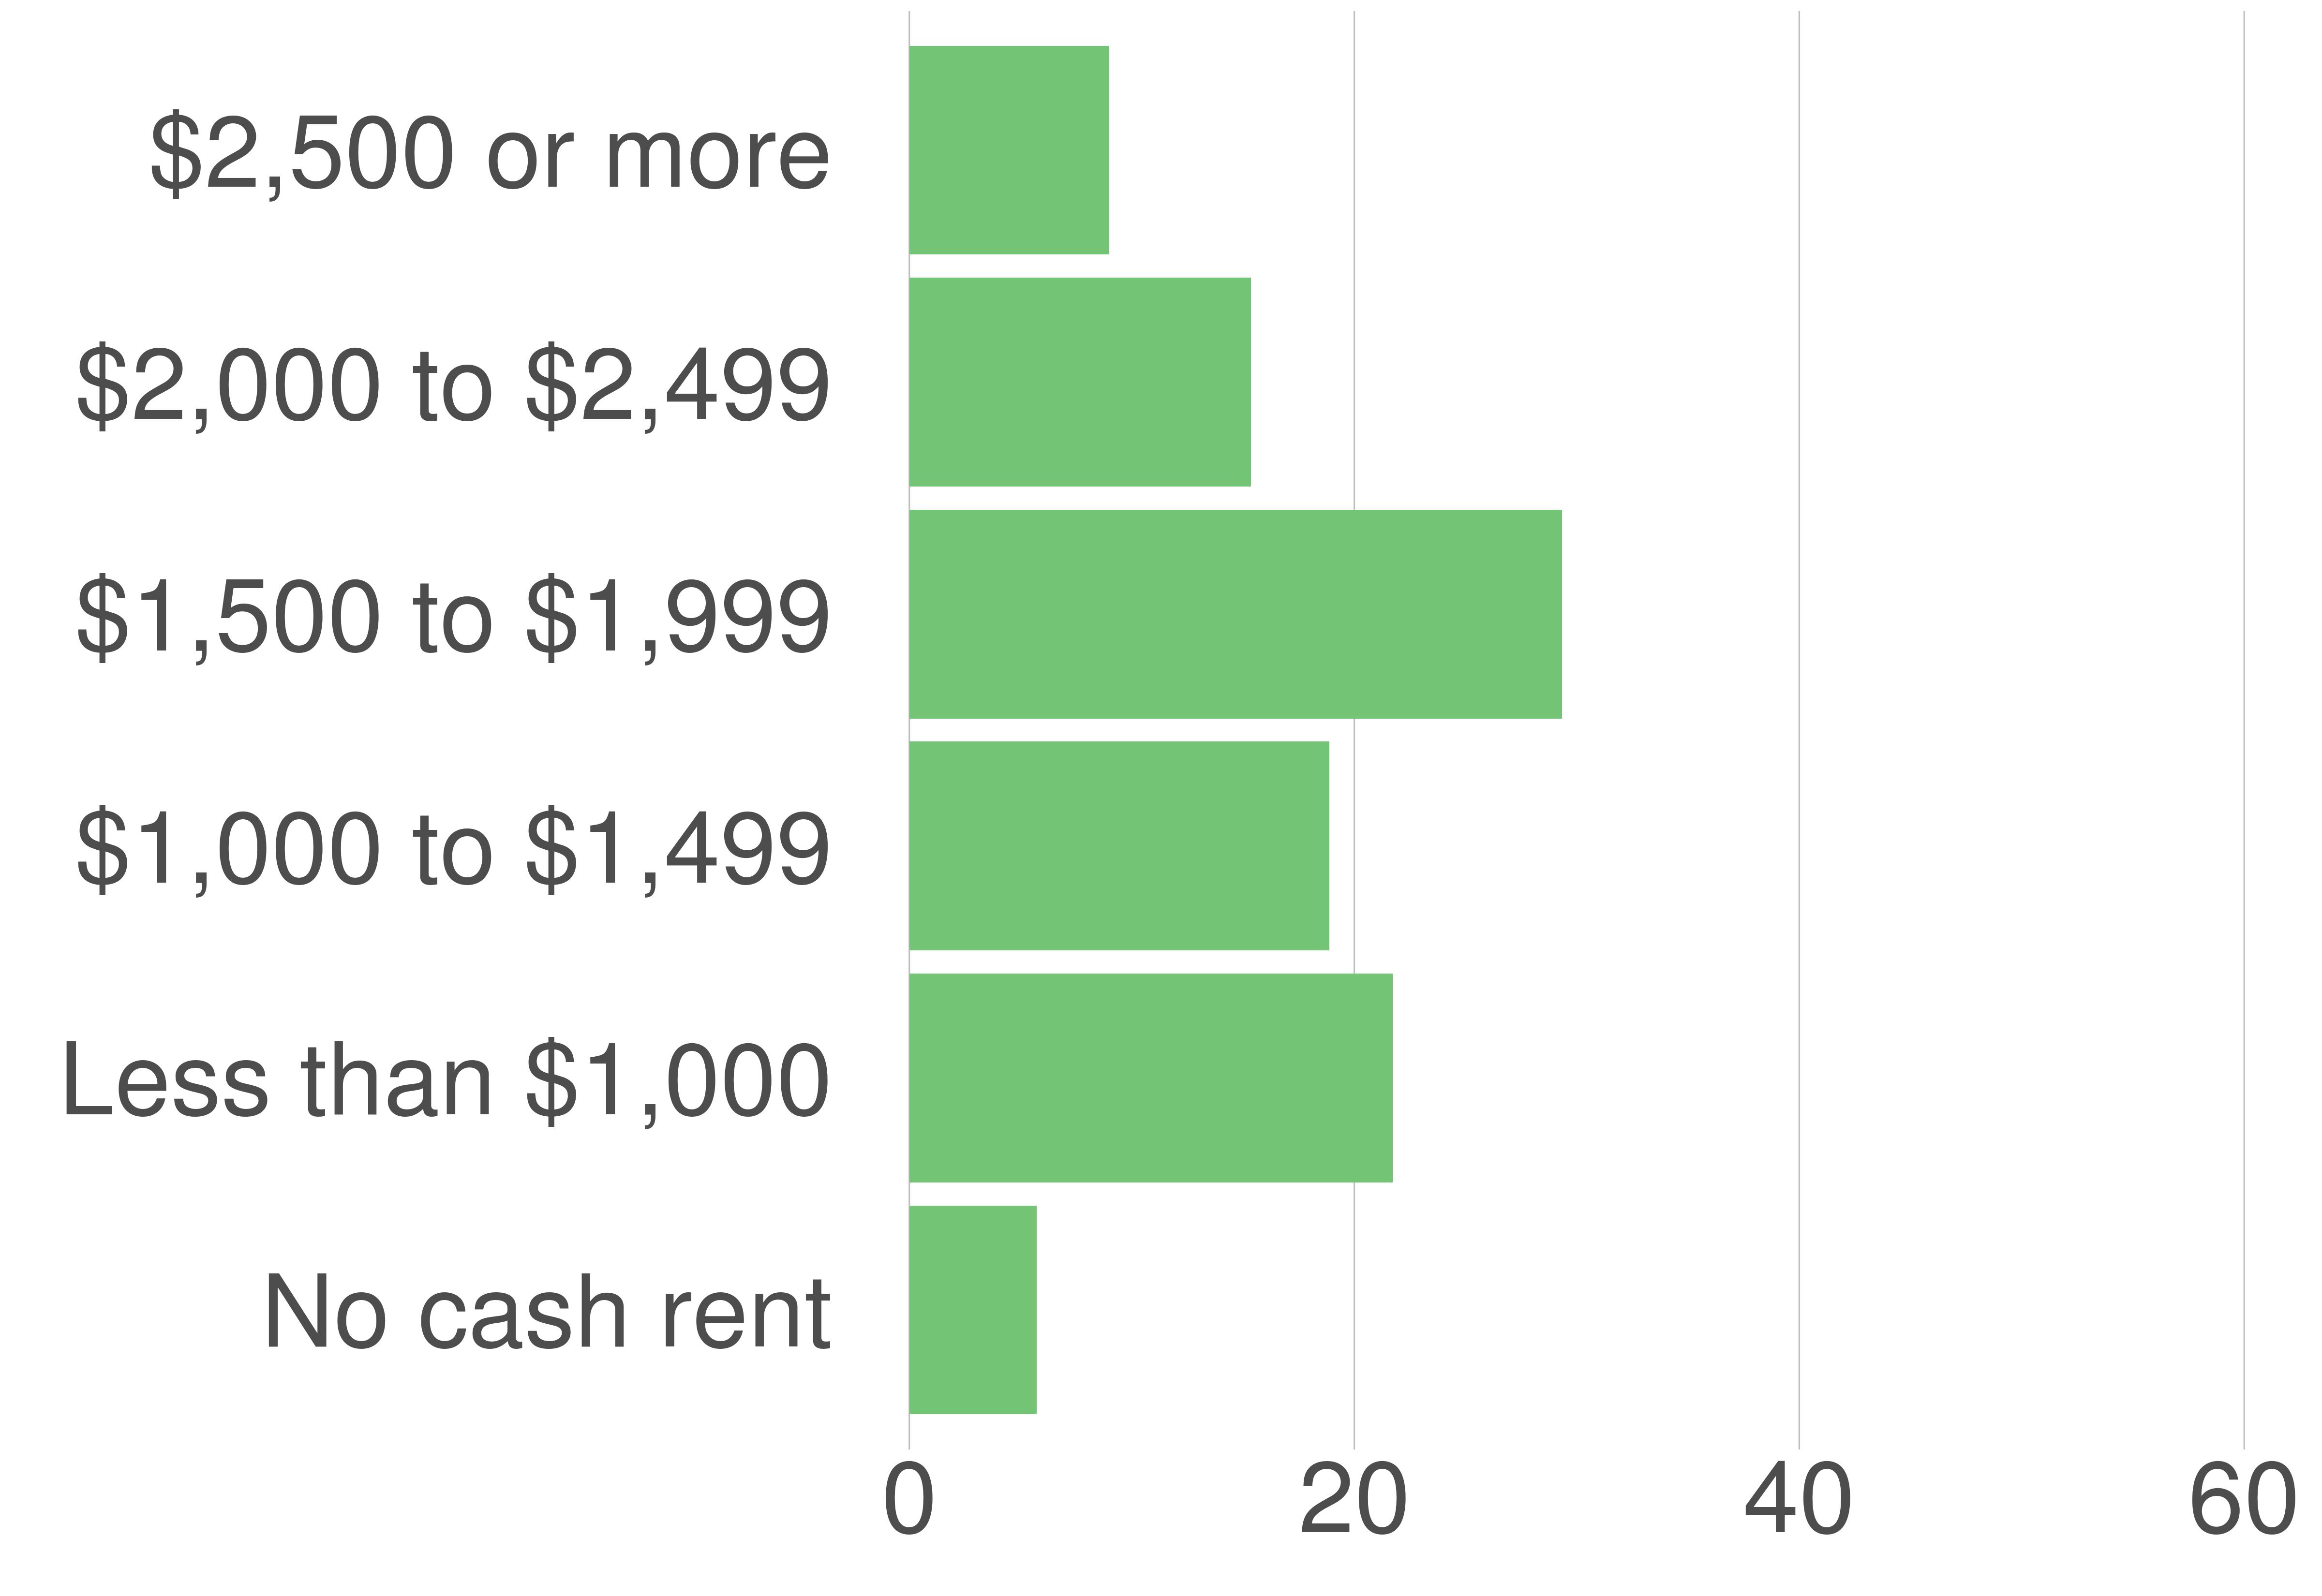 $2,500 or more
$2,000 to $2,499
$1,500 to $1,999
$1,000 to $1,499
Less than $1,000
No cash rent
0 20 40 60